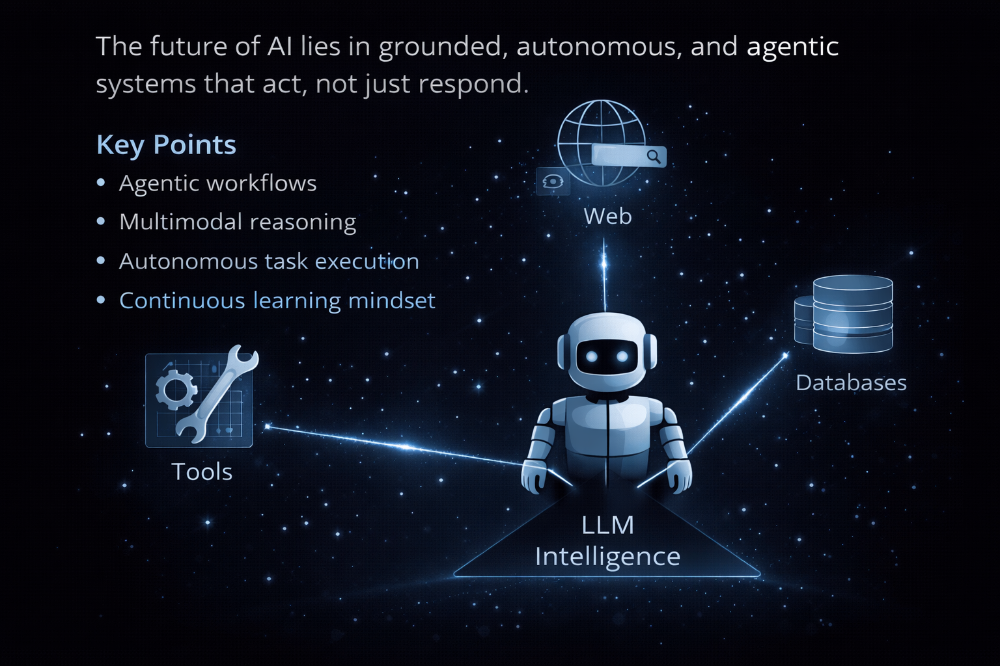 The future of AI lies in grounded, autonomous, and agentic
systems that act, not just respond.
Key Points
• Agentic workflows
• Multimodal reasoning
• Autonomous task execution
• Continuous learning mindset
Web
Databases
Tools
LLM
Intelligence